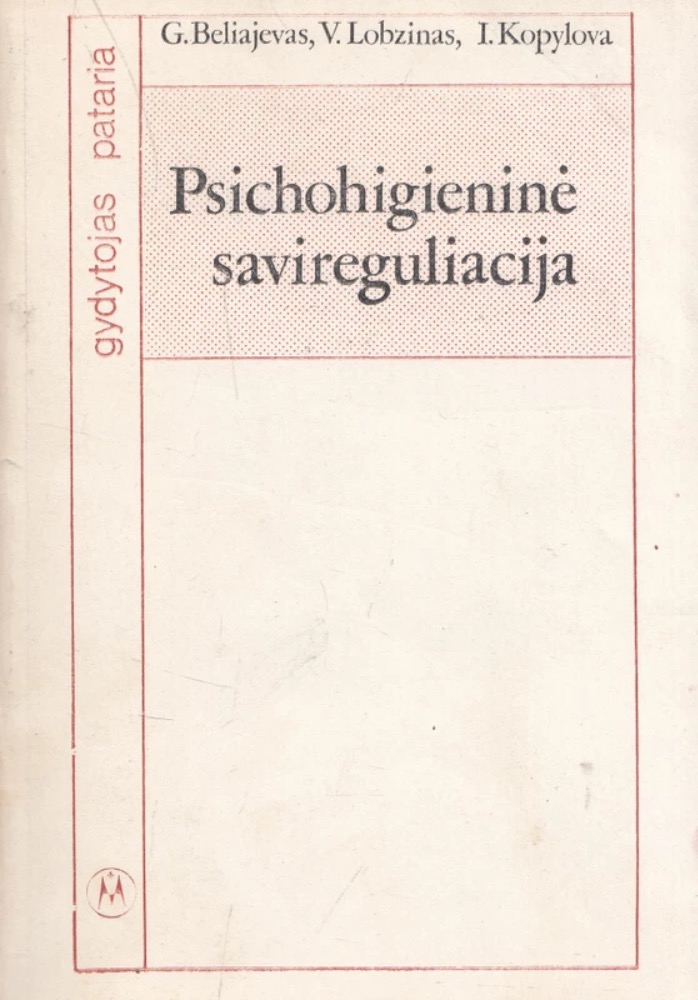 G. Beliajevas, V. Lobzinas, I. Kopylova
Psichohigieninė
savireguliacija
gydytojas pataria
M